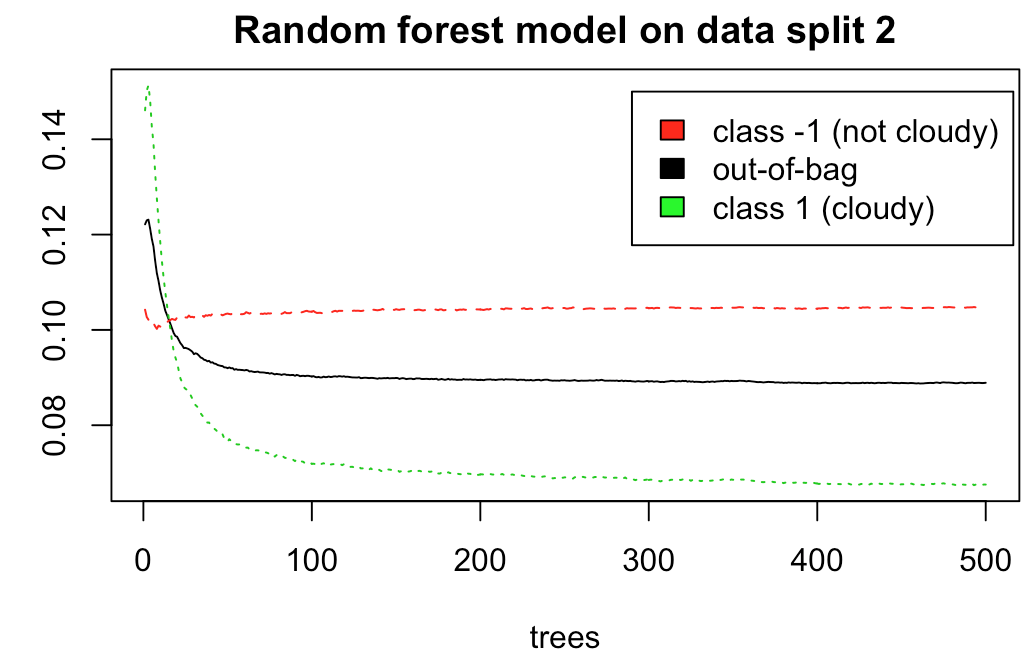 Random forest model on data split 2
0.14
0.12
0.10
0.08
class -1 (not cloudy)
out-of-bag
class 1 (cloudy)
0 100 200 300 400 500
trees